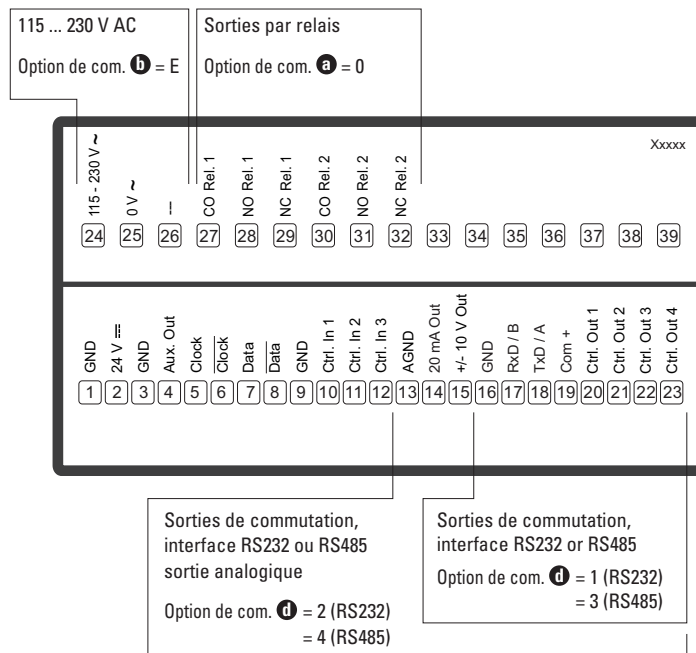 115 ... 230 V AC
Option de com. b = E
Sorties par relais
Option de com. a = 0
Xxxxx
115 - 230 V ~
0 V ~
---
CO Rel. 1
NO Rel. 1
NC Rel. 1
CO Rel. 2
NO Rel. 2
NC Rel. 2
24 25 26 27 28 29 30 31 32 33 34 35 36 37 38 39
GND
24 V ⎓
GND
Aux. Out
Clock
Clock
Data
Data
GND
Ctrl. In 1
Ctrl. In 2
Ctrl. In 3
AGND
20 mA Out
+/- 10 V Out
GND
RxD / B
TxD / A
Com +
Ctrl. Out 1
Ctrl. Out 2
Ctrl. Out 3
Ctrl. Out 4
1 2 3 4 5 6 7 8 9 10 11 12 13 14 15 16 17 18 19 20 21 22 23
Sorties de commutation,
interface RS232 ou RS485
sortie analogique
Option de com. d = 2 (RS232)
= 4 (RS485)
Sorties de commutation,
interface RS232 or RS485
Option de com. d = 1 (RS232)
= 3 (RS485)